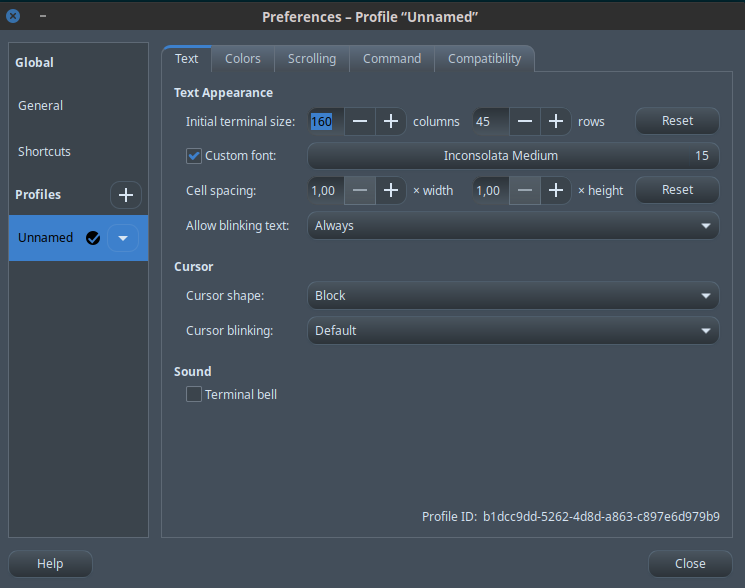 Preferences – Profile “Unnamed”
Global
General
Shortcuts
Profiles
Unnamed
Text Colors Scrolling Command Compatibility
Text Appearance
Initial terminal size: 160 columns 45 rows Reset
Custom font: Inconsolata Medium 15
Cell spacing: 1,00 × width 1,00 × height Reset
Allow blinking text: Always
Cursor
Cursor shape: Block
Cursor blinking: Default
Sound
Terminal bell
Profile ID: b1dcc9dd-5262-4d8d-a863-c897e6d979b9
Help Close